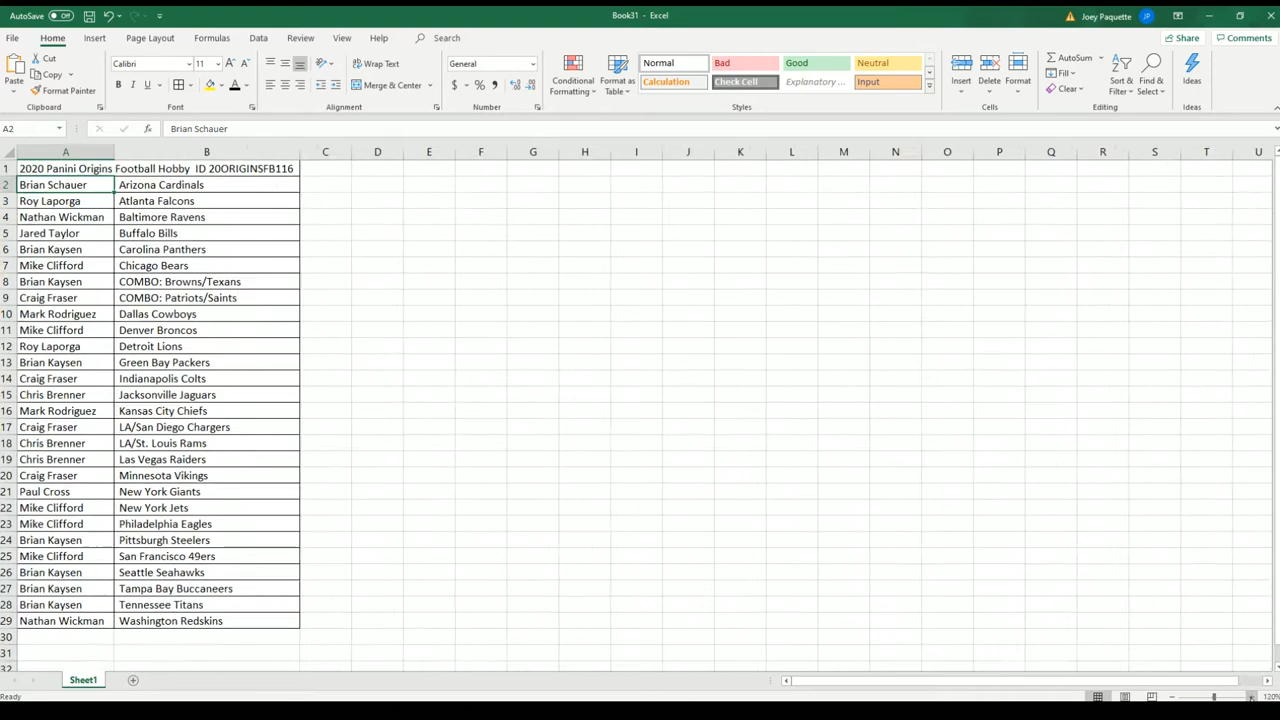 AutoSave Off Book31 - Excel Joey Paquette JP
File Home Insert Page Layout Formulas Data Review View Help Search Share Comments
Paste Cut Copy Format Painter Clipboard
Calibri 11 B I U Font
Wrap Text Merge & Center Alignment
General $ % Number
Conditional Formatting Format as Table
Normal Bad Good Neutral
Calculation Check Cell Explanatory ... Input
Styles
Insert Delete Format Cells
AutoSum Fill Clear Sort & Filter Find & Select Editing
Ideas Ideas
A2 fx Brian Schauer
A B C D E F G H I J K L M N O P Q R S T U
1 2020 Panini Origins Football Hobby ID 20ORIGINSFB116
2 Brian Schauer Arizona Cardinals
3 Roy Laporga Atlanta Falcons
4 Nathan Wickman Baltimore Ravens
5 Jared Taylor Buffalo Bills
6 Brian Kaysen Carolina Panthers
7 Mike Clifford Chicago Bears
8 Brian Kaysen COMBO: Browns/Texans
9 Craig Fraser COMBO: Patriots/Saints
10 Mark Rodriguez Dallas Cowboys
11 Mike Clifford Denver Broncos
12 Roy Laporga Detroit Lions
13 Brian Kaysen Green Bay Packers
14 Craig Fraser Indianapolis Colts
15 Chris Brenner Jacksonville Jaguars
16 Mark Rodriguez Kansas City Chiefs
17 Craig Fraser LA/San Diego Chargers
18 Chris Brenner LA/St. Louis Rams
19 Chris Brenner Las Vegas Raiders
20 Craig Fraser Minnesota Vikings
21 Paul Cross New York Giants
22 Mike Clifford New York Jets
23 Mike Clifford Philadelphia Eagles
24 Brian Kaysen Pittsburgh Steelers
25 Mike Clifford San Francisco 49ers
26 Brian Kaysen Seattle Seahawks
27 Brian Kaysen Tampa Bay Buccaneers
28 Brian Kaysen Tennessee Titans
29 Nathan Wickman Washington Redskins
30
31
32
Sheet1
Ready 120%